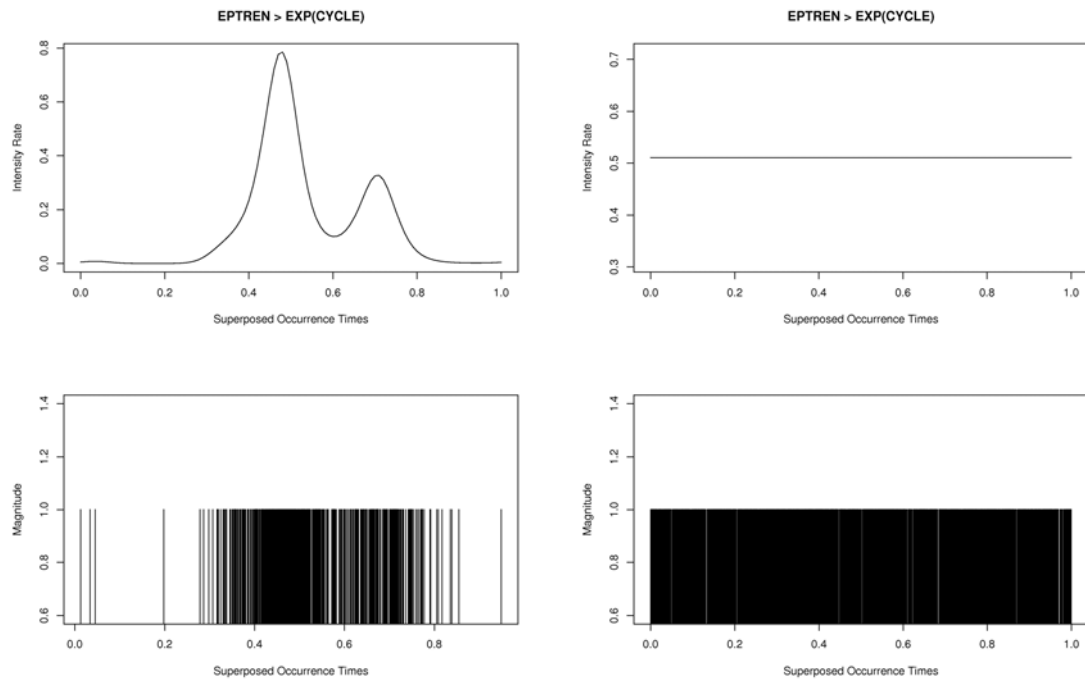 EPTREN > EXP(CYCLE)
Intensity Rate
0.8
0.6
0.4
0.2
0.0
0.0 0.2 0.4 0.6 0.8 1.0
Superposed Occurrence Times
EPTREN > EXP(CYCLE)
Intensity Rate
0.7
0.6
0.5
0.4
0.3
0.0 0.2 0.4 0.6 0.8 1.0
Superposed Occurrence Times
Magnitude
1.4
1.2
1.0
0.8
0.6
0.0 0.2 0.4 0.6 0.8
Superposed Occurrence Times
Magnitude
1.4
1.2
1.0
0.8
0.6
0.0 0.2 0.4 0.6 0.8 1.0
Superposed Occurrence Times